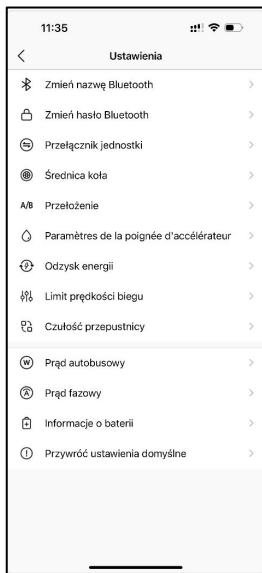 11:35
Ustawienia
Zmień nazwę Bluetooth
Zmień hasło Bluetooth
Przełącznik jednostki
Średnica koła
A/B Przełożenie
Paramètres de la poignée d'accélérateur
Odzysk energii
Limit prędkości biegu
Czułość przepustnicy
W Prąd autobusowy
A Prąd fazowy
Informacje o baterii
Przywróć ustawienia domyślne